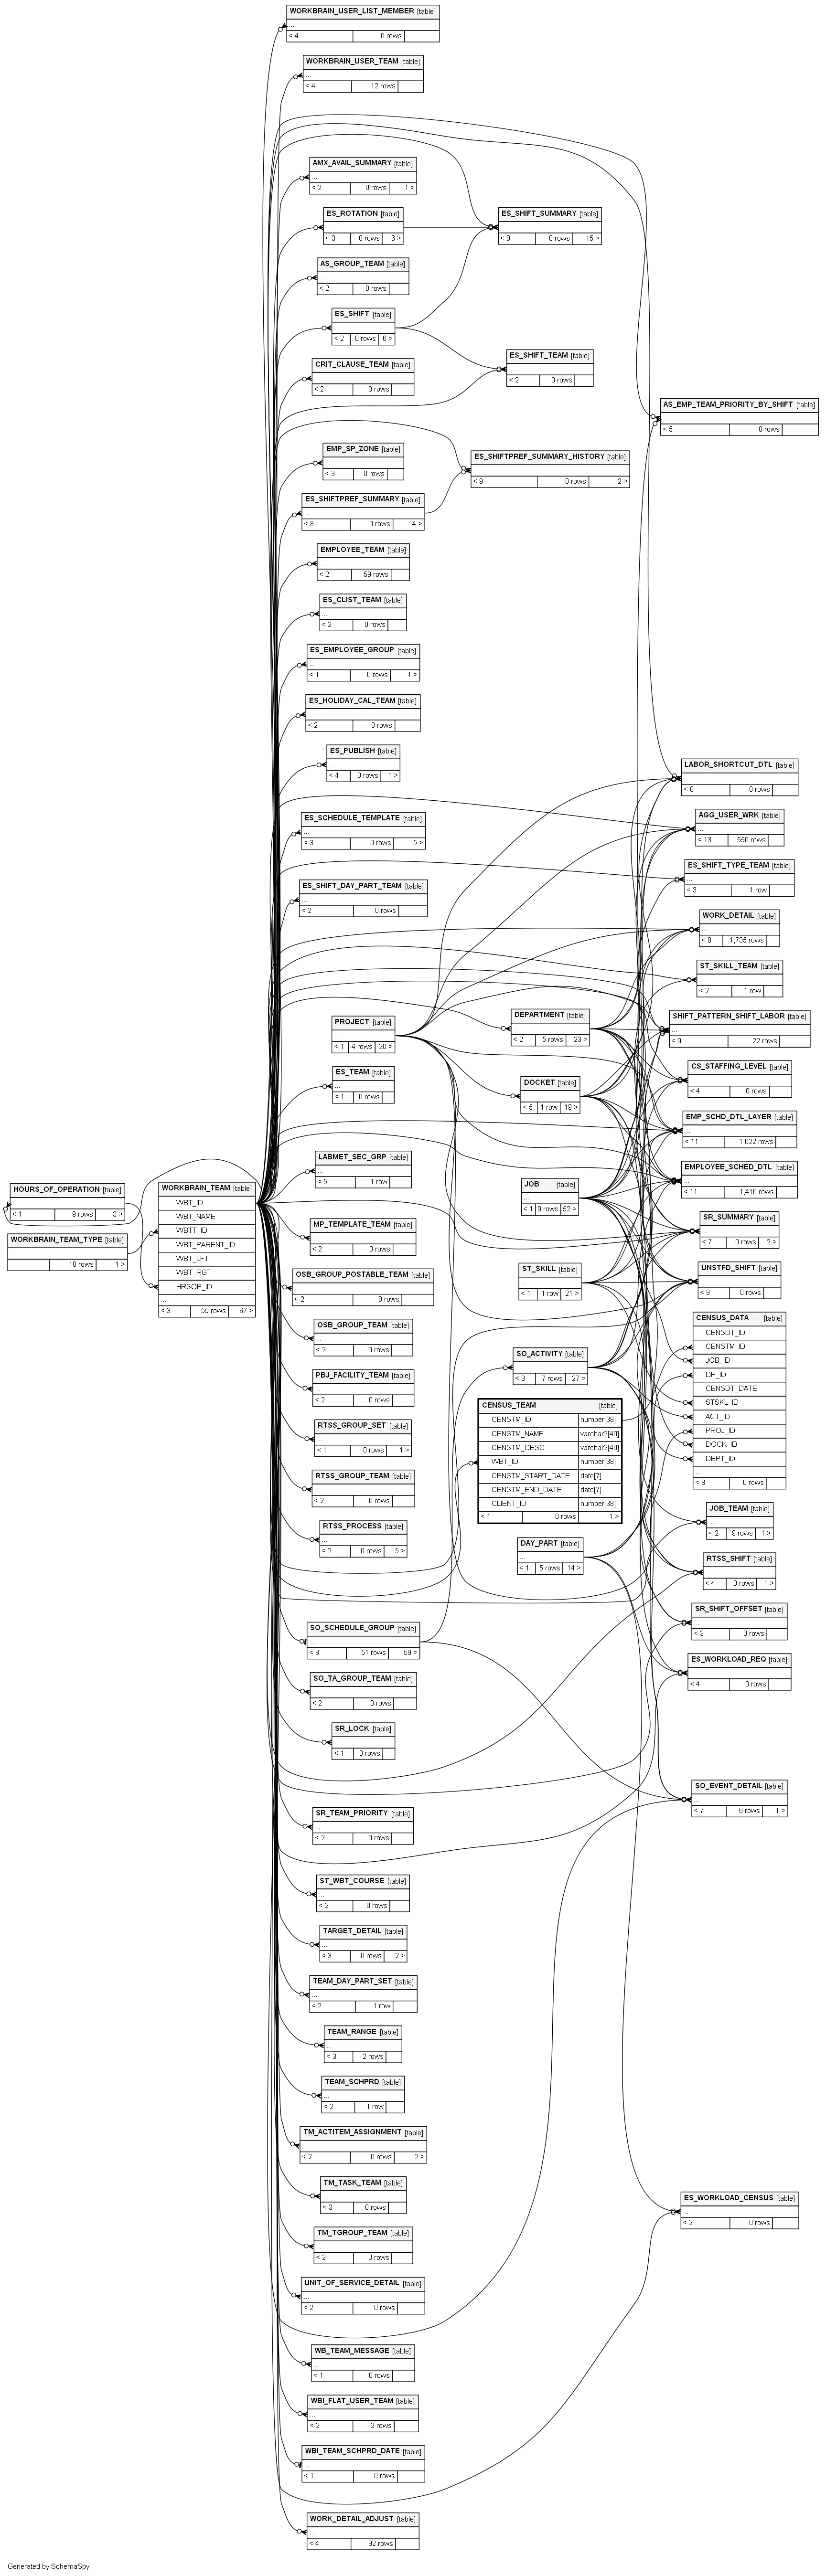 WORKBRAIN_USER_LIST_MEMBER [table]
...
< 4 0 rows
WORKBRAIN_USER_TEAM [table]
...
< 4 12 rows
AMX_AVAIL_SUMMARY [table]
...
< 2 0 rows 1 >
ES_ROTATION [table]
...
< 3 0 rows 6 >
ES_SHIFT_SUMMARY [table]
...
< 8 0 rows 15 >
AS_GROUP_TEAM [table]
...
< 2 0 rows
ES_SHIFT [table]
...
< 2 0 rows 6 >
ES_SHIFT_TEAM [table]
...
< 2 0 rows
CRIT_CLAUSE_TEAM [table]
...
< 2 0 rows
AS_EMP_TEAM_PRIORITY_BY_SHIFT [table]
...
< 5 0 rows
EMP_SP_ZONE [table]
...
< 3 0 rows
ES_SHIFTPREF_SUMMARY_HISTORY [table]
...
< 9 0 rows 2 >
ES_SHIFTPREF_SUMMARY [table]
...
< 8 0 rows 4 >
EMPLOYEE_TEAM [table]
...
< 2 59 rows
ES_CLIST_TEAM [table]
...
< 2 0 rows
ES_EMPLOYEE_GROUP [table]
...
< 1 0 rows 1 >
ES_HOLIDAY_CAL_TEAM [table]
...
< 2 0 rows
ES_PUBLISH [table]
...
< 4 0 rows 1 >
LABOR_SHORTCUT_DTL [table]
...
< 8 0 rows
ES_SCHEDULE_TEMPLATE [table]
...
< 3 0 rows 5 >
AGG_USER_WRK [table]
...
< 13 550 rows
ES_SHIFT_TYPE_TEAM [table]
...
< 3 1 row
ES_SHIFT_DAY_PART_TEAM [table]
...
< 2 0 rows
WORK_DETAIL [table]
...
< 8 1,735 rows
ST_SKILL_TEAM [table]
...
< 2 1 row
PROJECT [table]
...
< 1 4 rows 20 >
DEPARTMENT [table]
...
< 2 5 rows 23 >
SHIFT_PATTERN_SHIFT_LABOR [table]
...
< 9 22 rows
ES_TEAM [table]
...
< 1 0 rows
DOCKET [table]
...
< 5 1 row 19 >
CS_STAFFING_LEVEL [table]
...
< 4 0 rows
EMP_SCHD_DTL_LAYER [table]
...
< 11 1,022 rows
LABMET_SEC_GRP [table]
...
< 5 1 row
EMPLOYEE_SCHED_DTL [table]
...
< 11 1,416 rows
HOURS_OF_OPERATION [table]
...
< 1 9 rows 3 >
WORKBRAIN_TEAM_TYPE [table]
...
10 rows 1 >
WORKBRAIN_TEAM [table]
WBT_ID
WBT_NAME
WBTT_ID
WBT_PARENT_ID
WBT_LFT
WBT_RGT
HRSOP_ID
...
< 3 55 rows 67 >
JOB [table]
...
< 1 9 rows 52 >
MP_TEMPLATE_TEAM [table]
...
< 2 0 rows
SR_SUMMARY [table]
...
< 7 0 rows 2 >
OSB_GROUP_POSTABLE_TEAM [table]
...
< 2 0 rows
ST_SKILL [table]
...
< 1 1 row 21 >
UNSTFD_SHIFT [table]
...
< 9 0 rows
OSB_GROUP_TEAM [table]
...
< 2 0 rows
SO_ACTIVITY [table]
...
< 3 7 rows 27 >
CENSUS_DATA [table]
CENSDT_ID
CENSTM_ID
JOB_ID
DP_ID
CENSDT_DATE
STSKL_ID
ACT_ID
PROJ_ID
DOCK_ID
DEPT_ID
...
< 8 0 rows
PBJ_FACILITY_TEAM [table]
...
< 2 0 rows
CENSUS_TEAM [table]
CENSTM_ID number[38]
CENSTM_NAME varchar2[40]
CENSTM_DESC varchar2[40]
WBT_ID number[38]
CENSTM_START_DATE date[7]
CENSTM_END_DATE date[7]
CLIENT_ID number[38]
< 1 0 rows 1 >
RTSS_GROUP_SET [table]
...
< 1 0 rows 1 >
RTSS_GROUP_TEAM [table]
...
< 2 0 rows
RTSS_PROCESS [table]
...
< 2 0 rows 5 >
JOB_TEAM [table]
...
< 2 9 rows 1 >
DAY_PART [table]
...
< 1 5 rows 14 >
RTSS_SHIFT [table]
...
< 4 0 rows 1 >
SR_SHIFT_OFFSET [table]
...
< 3 0 rows
SO_SCHEDULE_GROUP [table]
...
< 8 51 rows 59 >
ES_WORKLOAD_REQ [table]
...
< 4 0 rows
SO_TA_GROUP_TEAM [table]
...
< 2 0 rows
SR_LOCK [table]
...
< 1 0 rows
SO_EVENT_DETAIL [table]
...
< 7 6 rows 1 >
SR_TEAM_PRIORITY [table]
...
< 2 0 rows
ST_WBT_COURSE [table]
...
< 2 0 rows
TARGET_DETAIL [table]
...
< 3 0 rows 2 >
TEAM_DAY_PART_SET [table]
...
< 2 1 row
TEAM_RANGE [table]
...
< 3 2 rows
TEAM_SCHPRD [table]
...
< 2 1 row
TM_ACTITEM_ASSIGNMENT [table]
...
< 2 0 rows 2 >
TM_TASK_TEAM [table]
...
< 3 0 rows
ES_WORKLOAD_CENSUS [table]
...
< 2 0 rows
TM_TGROUP_TEAM [table]
...
< 2 0 rows
UNIT_OF_SERVICE_DETAIL [table]
...
< 2 0 rows
WB_TEAM_MESSAGE [table]
...
< 1 0 rows
WBI_FLAT_USER_TEAM [table]
...
< 2 2 rows
WBI_TEAM_SCHPRD_DATE [table]
...
< 1 0 rows
WORK_DETAIL_ADJUST [table]
...
< 4 92 rows
Generated by SchemaSpy